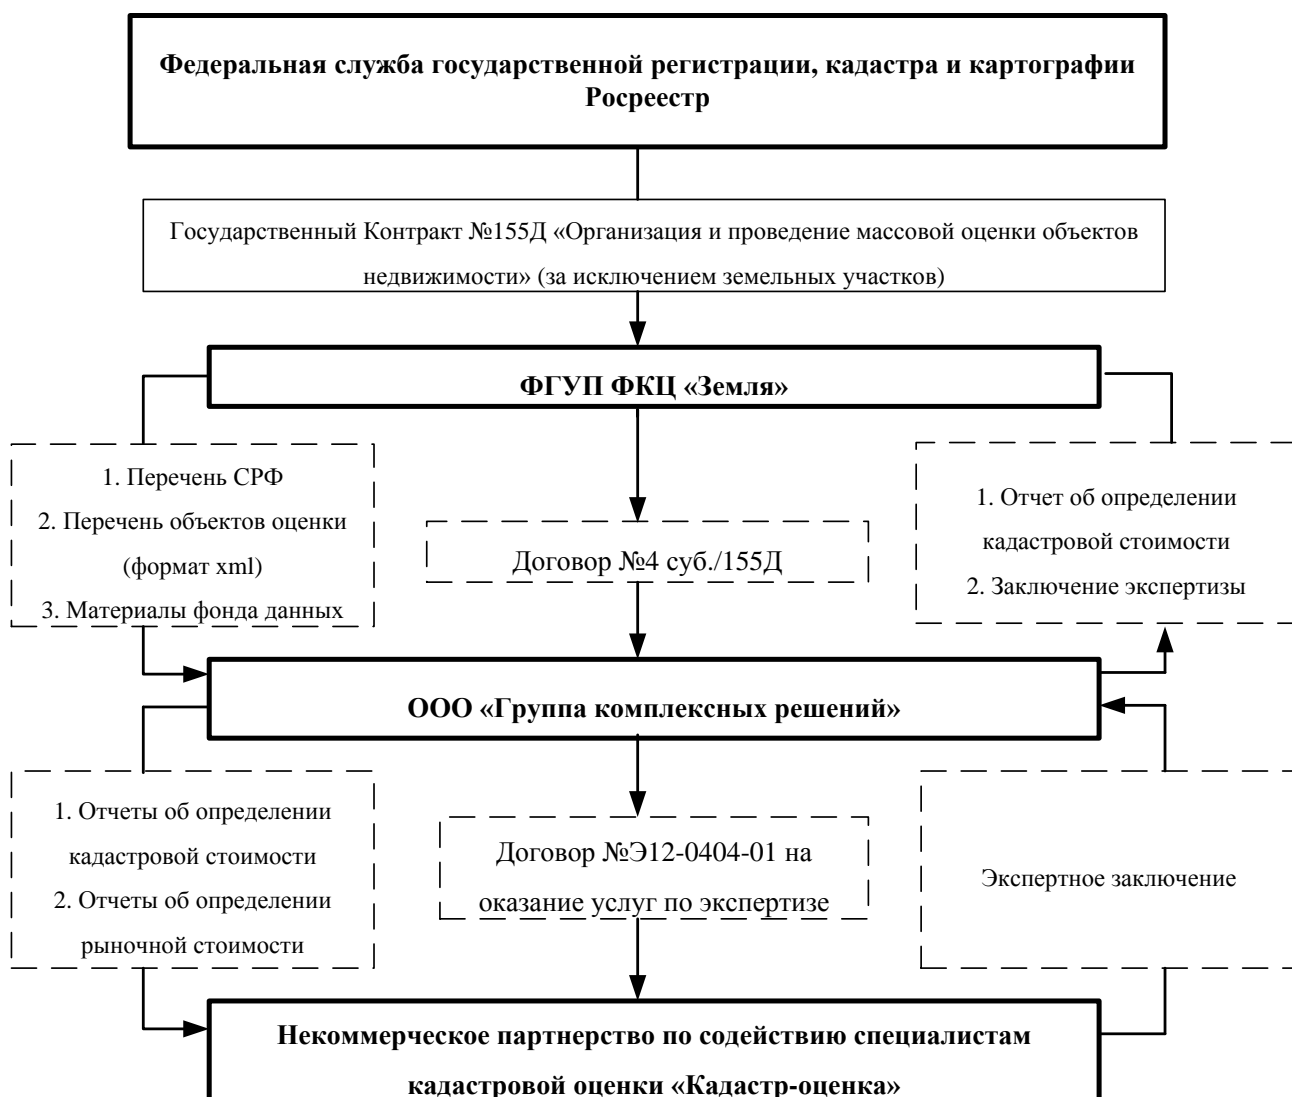 Федеральная служба государственной регистрации, кадастра и картографии
Росреестр
Государственный Контракт №155Д «Организация и проведение массовой оценки объектов
недвижимости» (за исключением земельных участков)
ФГУП ФКЦ «Земля»
1. Перечень СРФ
2. Перечень объектов оценки
(формат xml)
3. Материалы фонда данных
Договор №4 суб./155Д
1. Отчет об определении
кадастровой стоимости
2. Заключение экспертизы
ООО «Группа комплексных решений»
1. Отчеты об определении
кадастровой стоимости
2. Отчеты об определении
рыночной стоимости
Договор №Э12-0404-01 на
оказание услуг по экспертизе
Экспертное заключение
Некоммерческое партнерство по содействию специалистам
кадастровой оценки «Кадастр-оценка»